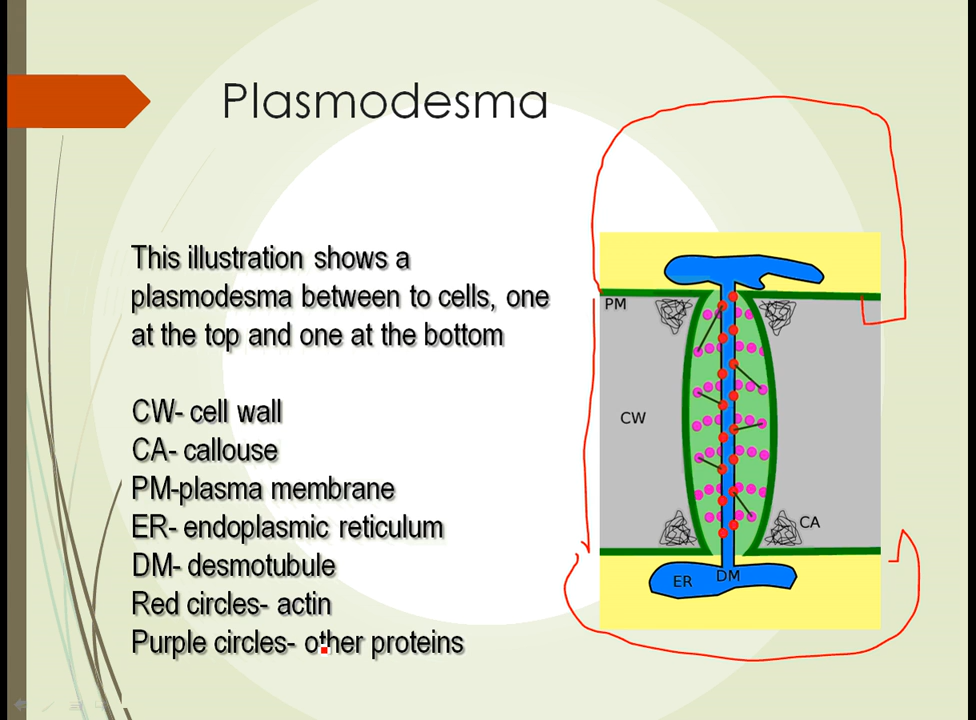 Plasmodesma
This illustration shows a
plasmodesma between to cells, one
at the top and one at the bottom
CW- cell wall
CA- callouse
PM-plasma membrane
ER- endoplasmic reticulum
DM- desmotubule
Red circles- actin
Purple circles- other proteins
PM
CW
CA
ER
DM